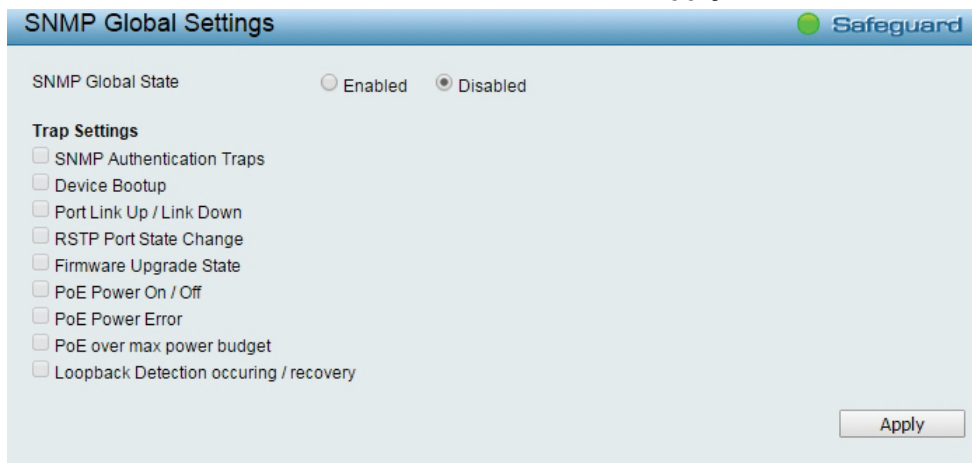 SNMP Global Settings
Safeguard
SNMP Global State Enabled Disabled
Trap Settings
SNMP Authentication Traps
Device Bootup
Port Link Up / Link Down
RSTP Port State Change
Firmware Upgrade State
PoE Power On / Off
PoE Power Error
PoE over max power budget
Loopback Detection occuring / recovery
Apply